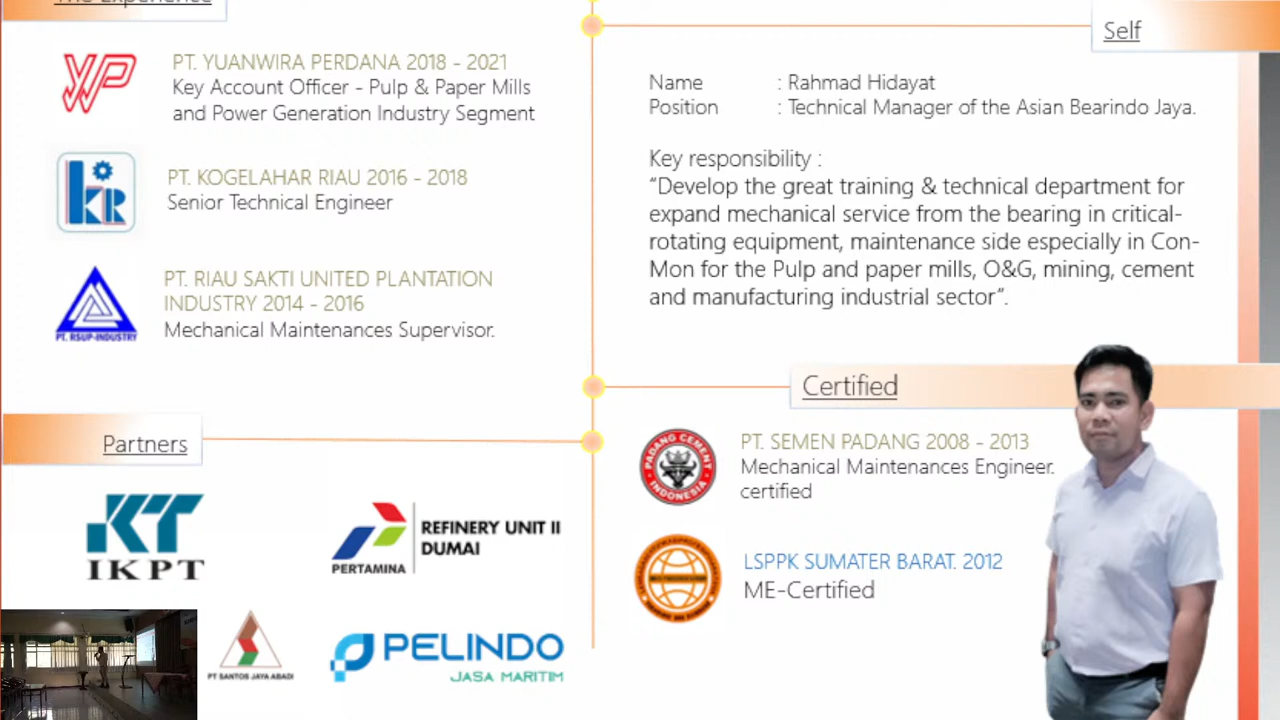 The Experience
PT. YUANWIRA PERDANA 2018 - 2021
Key Account Officer - Pulp & Paper Mills
and Power Generation Industry Segment
PT. KOGELAHAR RIAU 2016 - 2018
Senior Technical Engineer
KR
PT. RIAU SAKTI UNITED PLANTATION
INDUSTRY 2014 - 2016
Mechanical Maintenances Supervisor.
PT. RSUP-INDUSTRY
Partners
KT
IKPT
PERTAMINA
REFINERY UNIT II
DUMAI
PT SANTOS JAYA ABADI
PELINDO
JASA MARITIM
Self
Name : Rahmad Hidayat
Position : Technical Manager of the Asian Bearindo Jaya.
Key responsibility :
“Develop the great training & technical department for
expand mechanical service from the bearing in critical-
rotating equipment, maintenance side especially in Con-
Mon for the Pulp and paper mills, O&G, mining, cement
and manufacturing industrial sector”.
Certified
PADANG CEMENT
INDONESIA
PT. SEMEN PADANG 2008 - 2013
Mechanical Maintenances Engineer.
certified
LSPPK SUMATER BARAT. 2012
ME-Certified